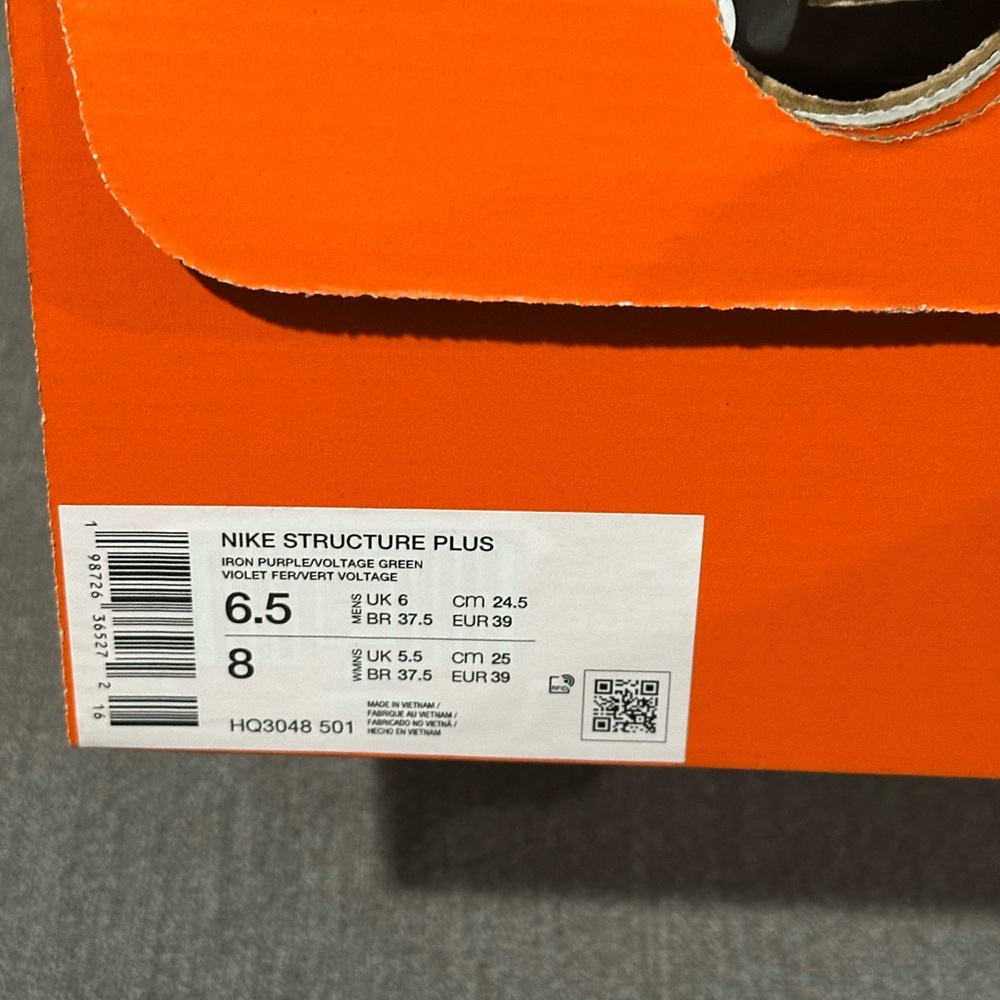 NIKE STRUCTURE PLUS
IRON PURPLE/VOLTAGE GREEN
VIOLET FER/VERT VOLTAGE
6.5 MENS UK 6 cm 24.5
BR 37.5 EUR 39
8 WMNS UK 5.5 cm 25
BR 37.5 EUR 39
HQ3048 501
MADE IN VIETNAM /
FABRIQUE AU VIETNAM /
FABRICADO NO VIETNÃ /
HECHO EN VIETNAM
RFID
1 98726 36527 2 16